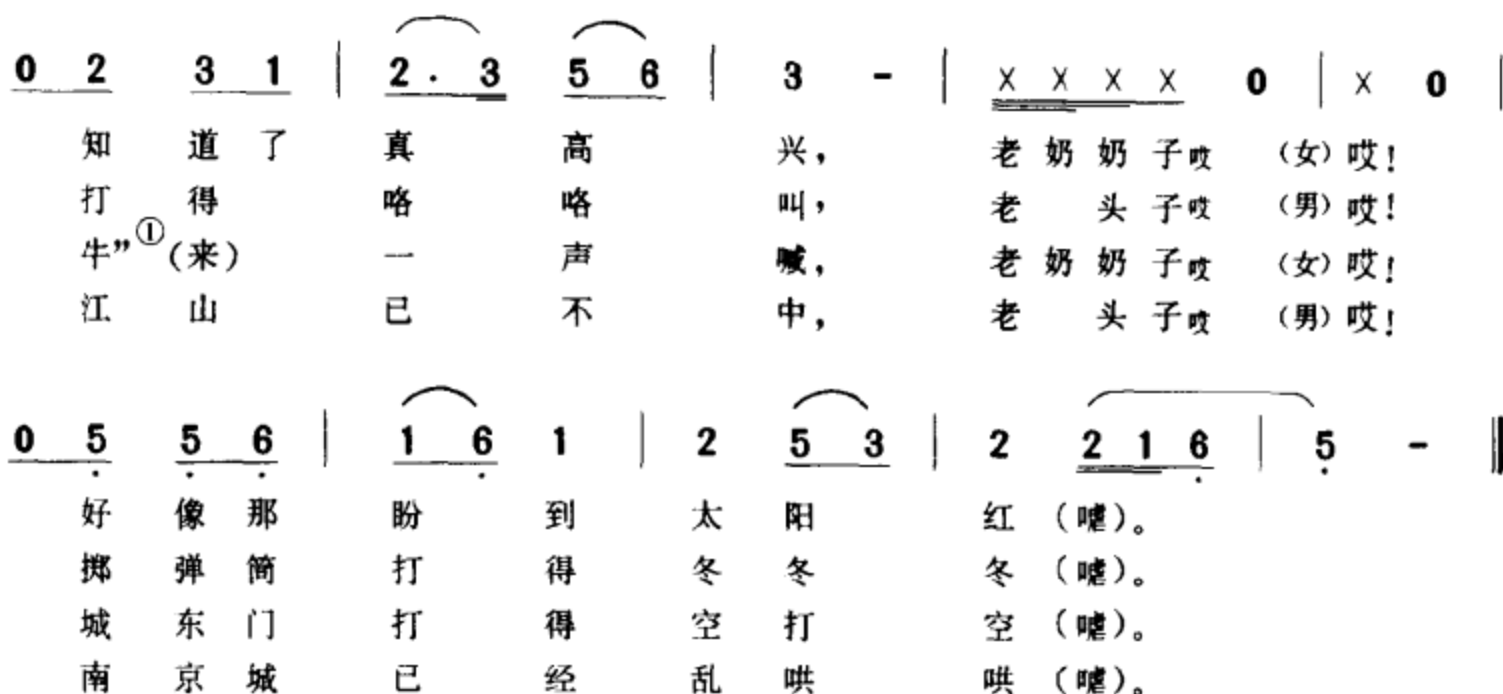 0 2 3 1 | 2 · 3 5 6 | 3 - | X X X X 0 | X 0 |
知 道 了 真 高 兴， 老 奶 奶 子哎 （女）哎！
打 得 咯 咯 叫， 老 头 子哎 （男）哎！
牛”①（来） 一 声 喊， 老 奶 奶 子哎 （女）哎！
江 山 已 不 中， 老 头 子哎 （男）哎！
0 5 5 6 | 1 6 1 | 2 5 3 | 2 2 1 6 | 5 - ‖
好 像 那 盼 到 太 阳 红 （嘘）。
掷 弹 筒 打 得 冬 冬 冬 （嘘）。
城 东 门 打 得 空 打 空 （嘘）。
南 京 城 已 经 乱 哄 哄 （嘘）。